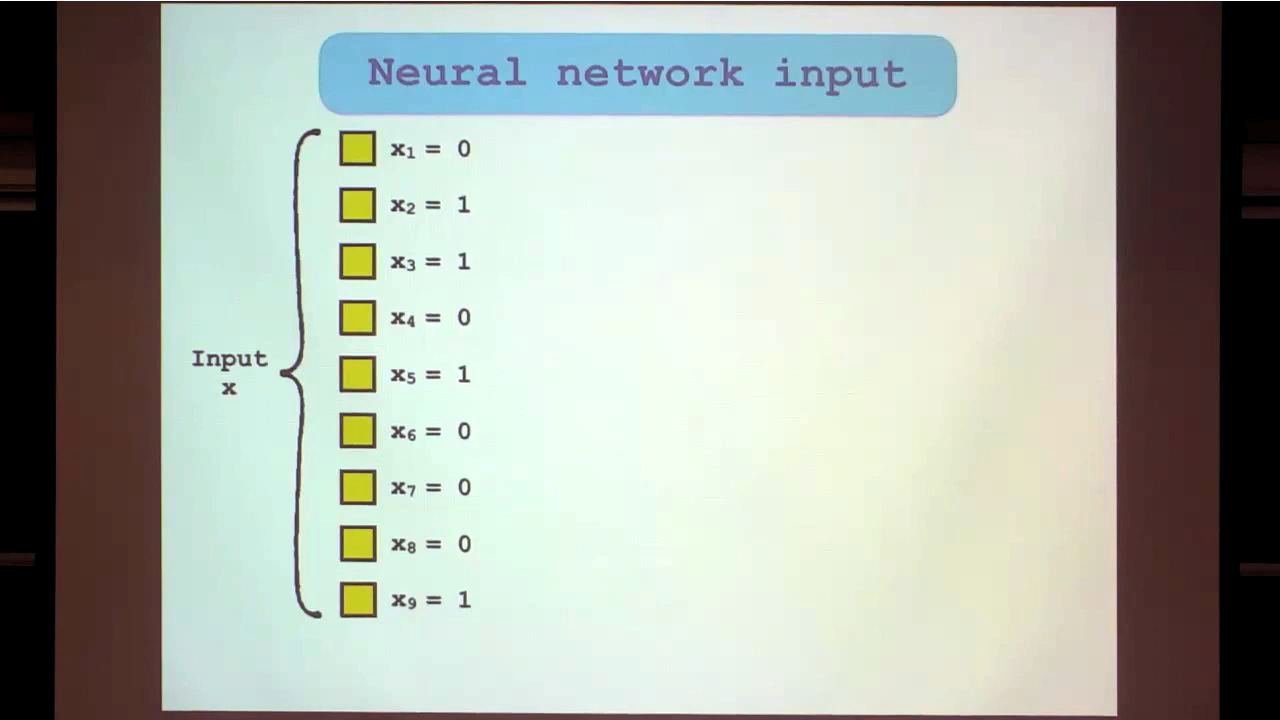 Neural network input
x₁ = 0
x₂ = 1
x₃ = 1
x₄ = 0
Input
x
x₅ = 1
x₆ = 0
x₇ = 0
x₈ = 0
x₉ = 1